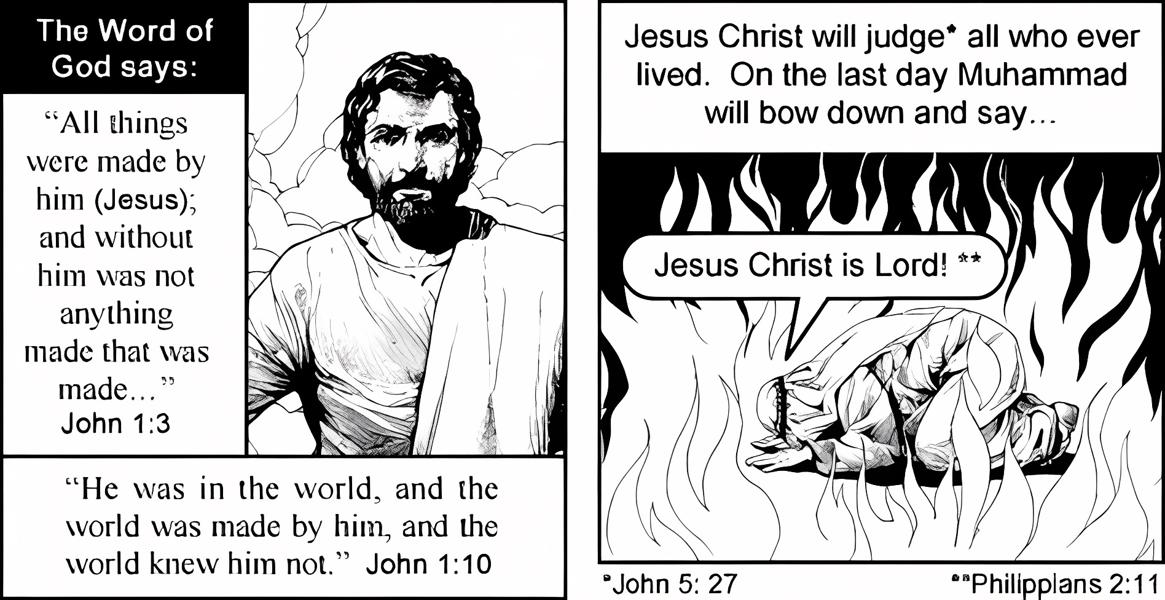 The Word of
God says:
“All things
were made by
him (Jesus);
and without
him was not
anything
made that was
made...”
John 1:3
“He was in the world, and the
world was made by him, and the
world knew him not.” John 1:10
Jesus Christ will judge* all who ever
lived. On the last day Muhammad
will bow down and say...
Jesus Christ is Lord! **
*John 5: 27
**Philippians 2:11